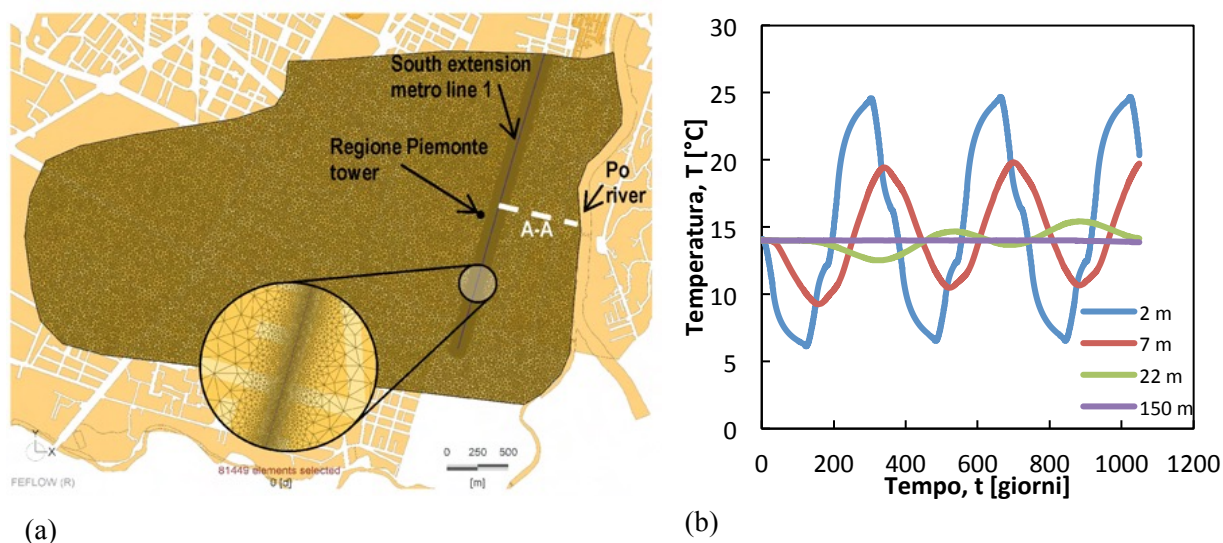 South extension
metro line 1
Regione Piemonte
tower
Po
river
A-A
81449 elements selected
0 [d]
0 250 500
[m]
Y
X
FEFLOW (R)
(a)
30
25
20
15
10
5
0
Temperatura, T [°C]
0 200 400 600 800 1000 1200
Tempo, t [giorni]
2 m
7 m
22 m
150 m
(b)